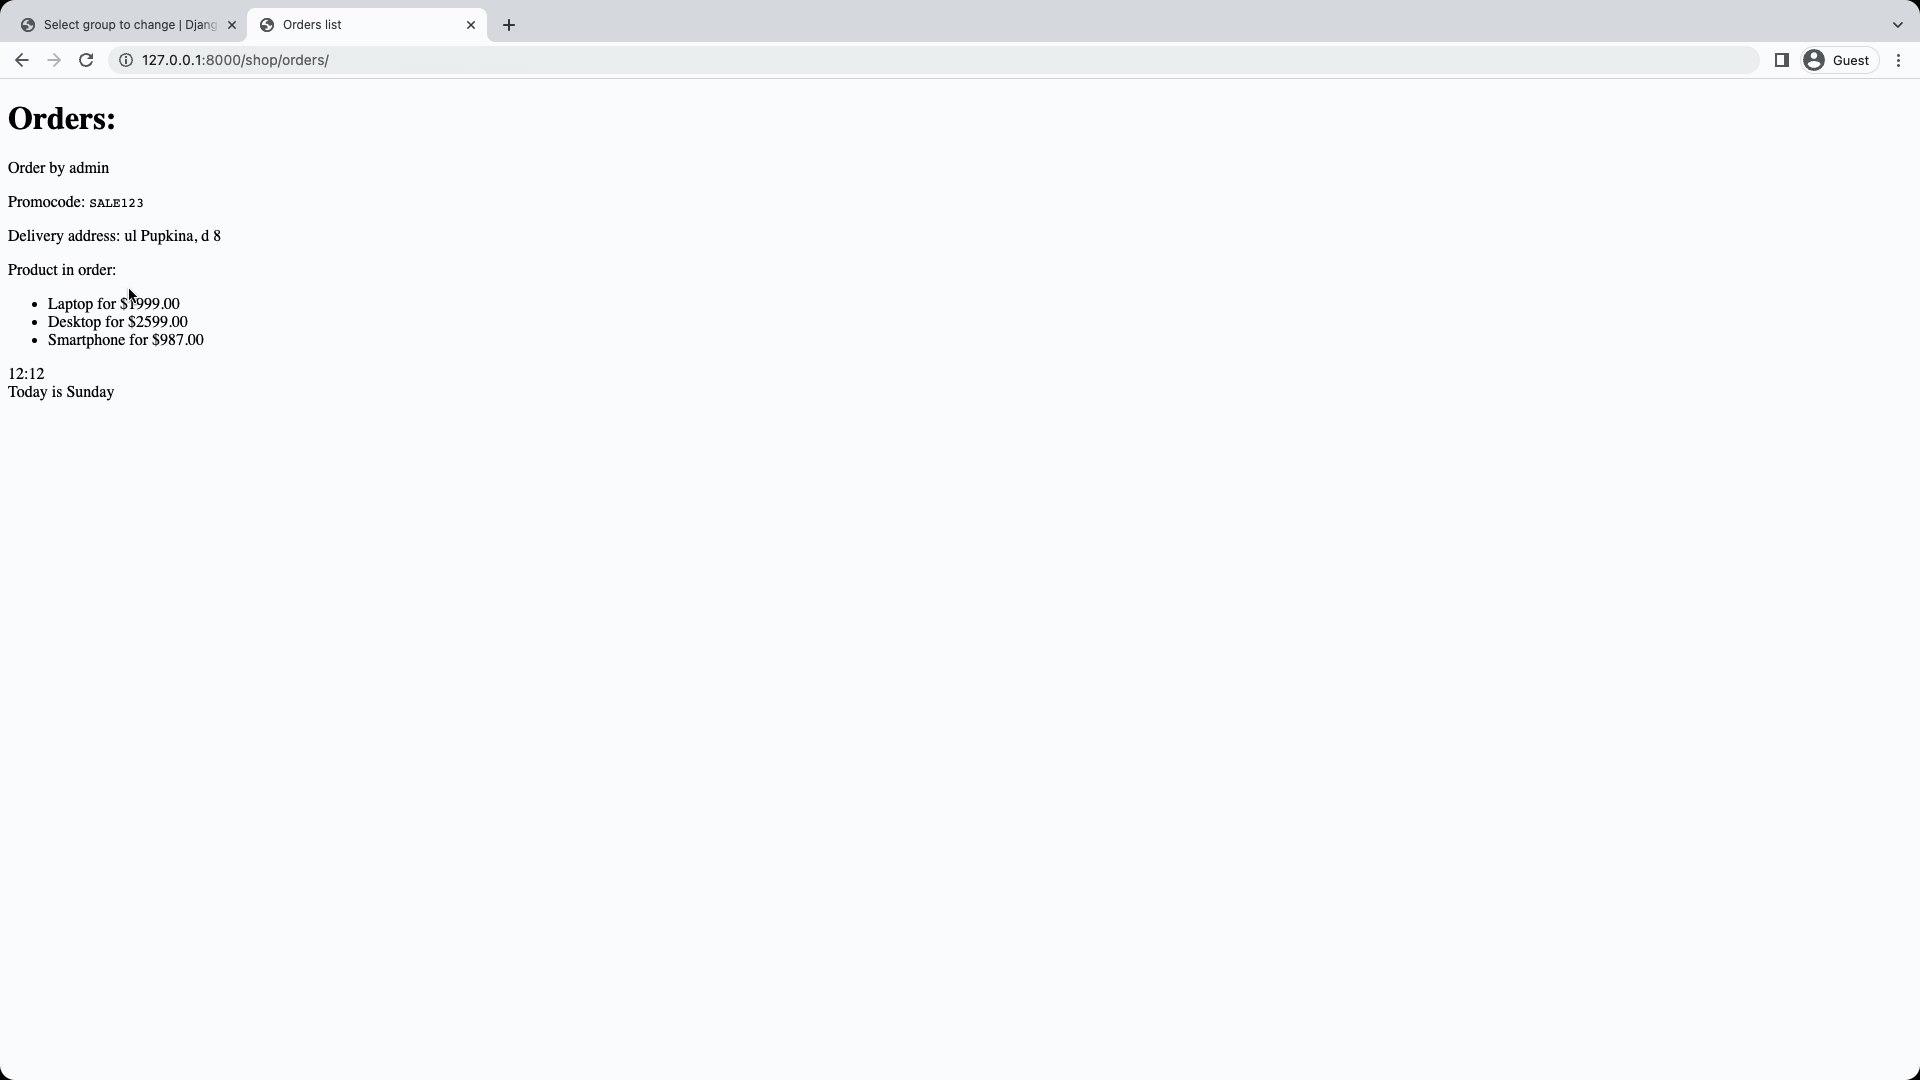 Select group to change | Djang
Orders list
127.0.0.1:8000/shop/orders/
Guest
Orders:
Order by admin
Promocode: SALE123
Delivery address: ul Pupkina, d 8
Product in order:
Laptop for $1999.00
Desktop for $2599.00
Smartphone for $987.00
12:12
Today is Sunday